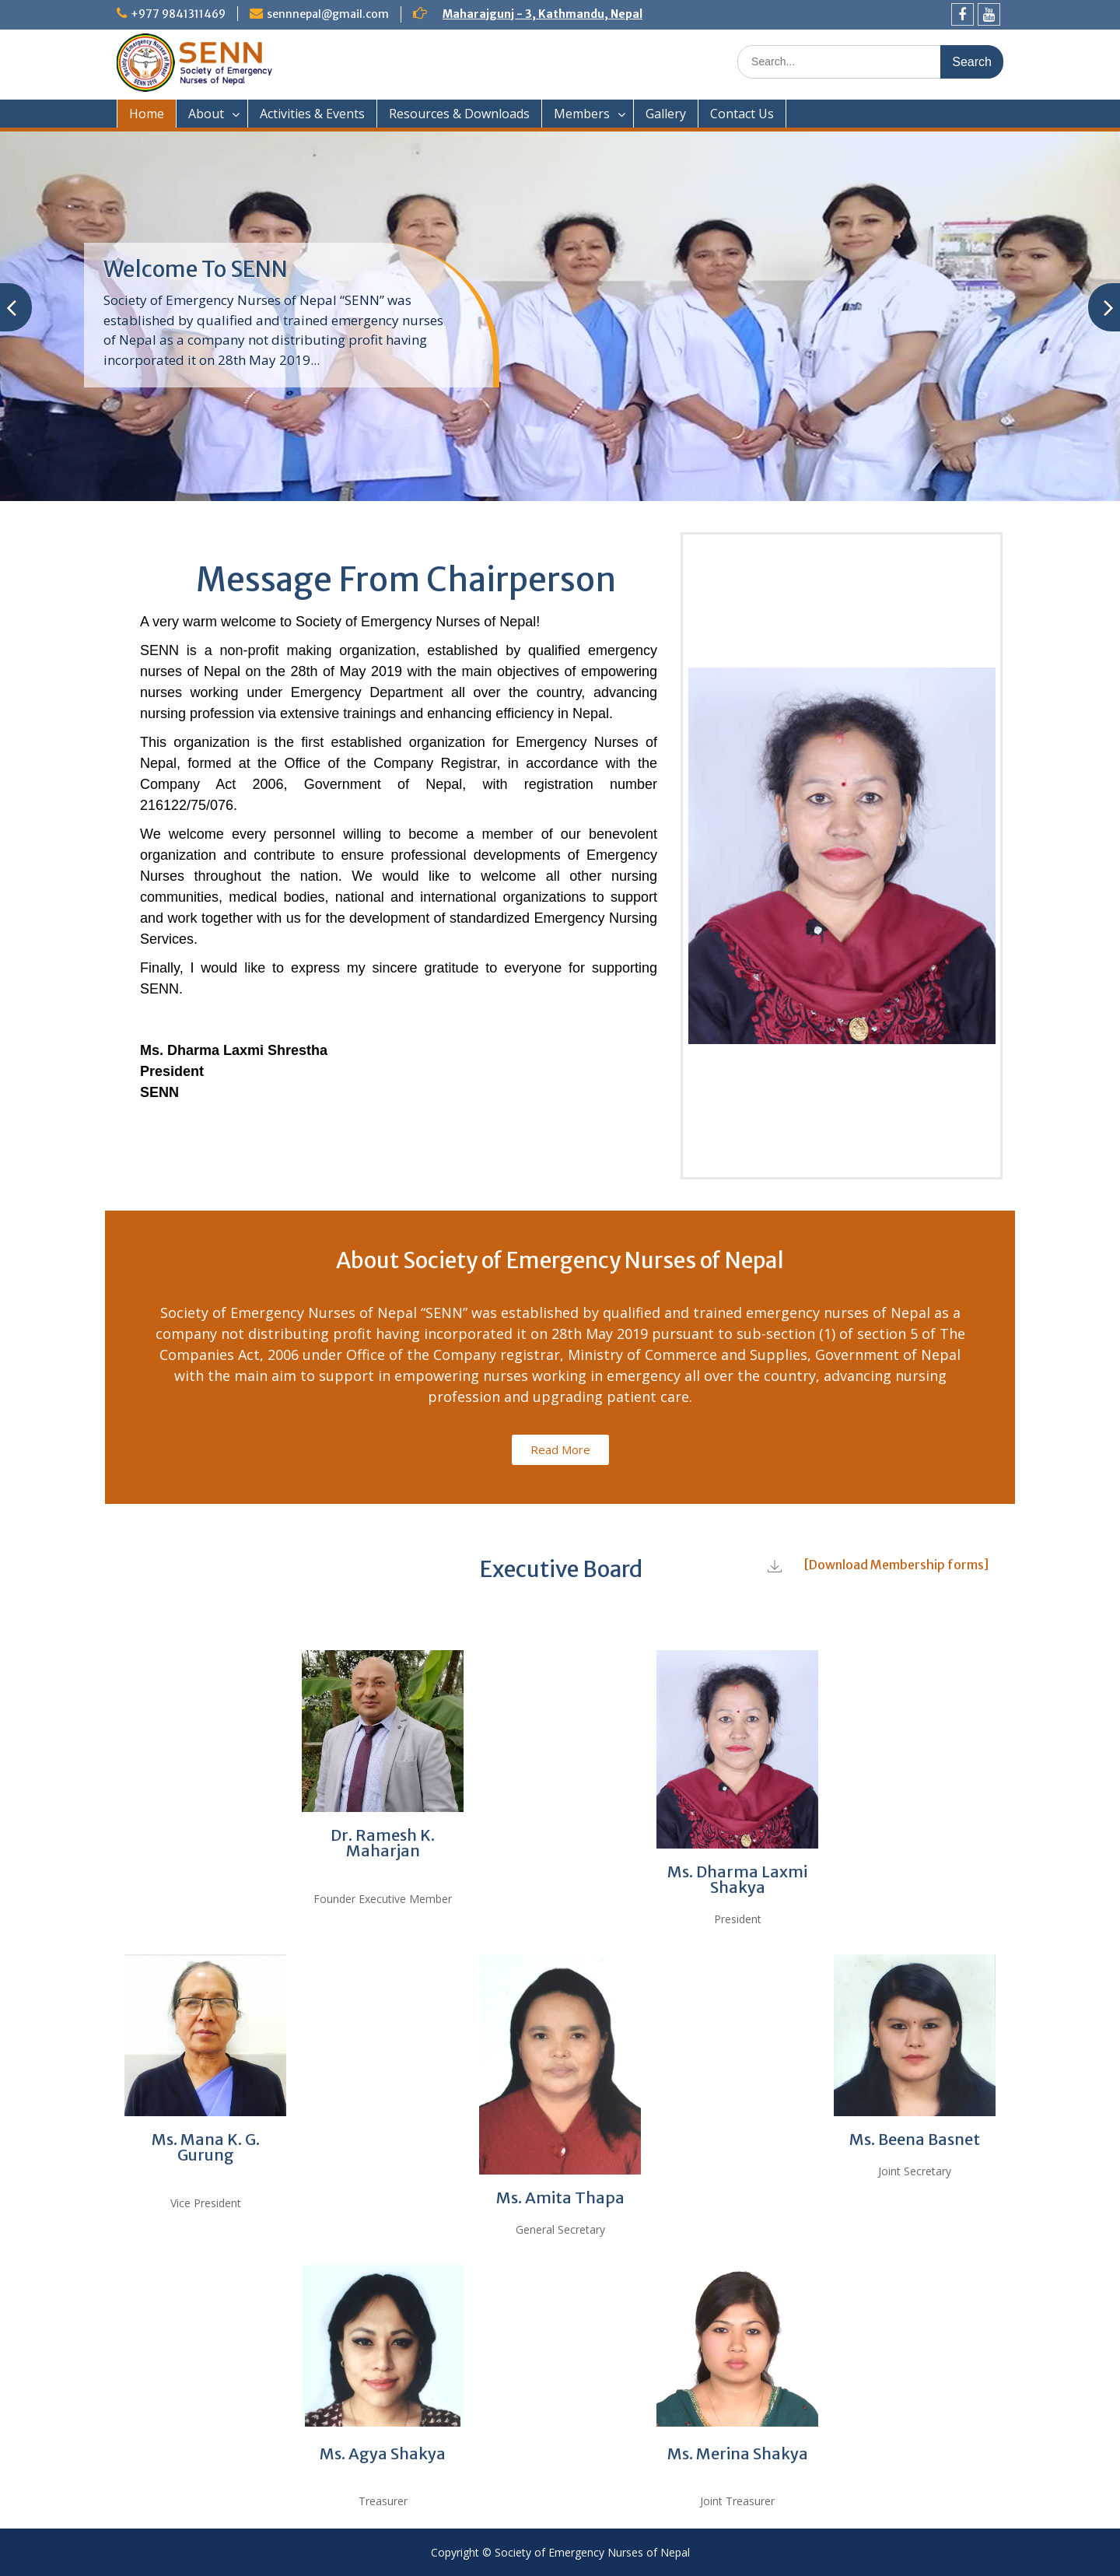 +977 9841311469
sennnepal@gmail.com
Maharajgunj - 3, Kathmandu, Nepal
SENN
Society of Emergency
Nurses of Nepal
Search...
Search
Home
About
Activities & Events
Resources & Downloads
Members
Gallery
Contact Us
Welcome To SENN
Society of Emergency Nurses of Nepal “SENN” was
established by qualified and trained emergency nurses
of Nepal as a company not distributing profit having
incorporated it on 28th May 2019...
Message From Chairperson
A very warm welcome to Society of Emergency Nurses of Nepal!
SENN is a non-profit making organization, established by qualified emergency
nurses of Nepal on the 28th of May 2019 with the main objectives of empowering
nurses working under Emergency Department all over the country, advancing
nursing profession via extensive trainings and enhancing efficiency in Nepal.
This organization is the first established organization for Emergency Nurses of
Nepal, formed at the Office of the Company Registrar, in accordance with the
Company Act 2006, Government of Nepal, with registration number
216122/75/076.
We welcome every personnel willing to become a member of our benevolent
organization and contribute to ensure professional developments of Emergency
Nurses throughout the nation. We would like to welcome all other nursing
communities, medical bodies, national and international organizations to support
and work together with us for the development of standardized Emergency Nursing
Services.
Finally, I would like to express my sincere gratitude to everyone for supporting
SENN.
Ms. Dharma Laxmi Shrestha
President
SENN
About Society of Emergency Nurses of Nepal
Society of Emergency Nurses of Nepal “SENN” was established by qualified and trained emergency nurses of Nepal as a
company not distributing profit having incorporated it on 28th May 2019 pursuant to sub-section (1) of section 5 of The
Companies Act, 2006 under Office of the Company registrar, Ministry of Commerce and Supplies, Government of Nepal
with the main aim to support in empowering nurses working in emergency all over the country, advancing nursing
profession and upgrading patient care.
Read More
Executive Board
[Download Membership forms]
Dr. Ramesh K.
Maharjan
Founder Executive Member
Ms. Dharma Laxmi
Shakya
President
Ms. Mana K. G.
Gurung
Vice President
Ms. Amita Thapa
General Secretary
Ms. Beena Basnet
Joint Secretary
Ms. Agya Shakya
Treasurer
Ms. Merina Shakya
Joint Treasurer
Copyright © Society of Emergency Nurses of Nepal